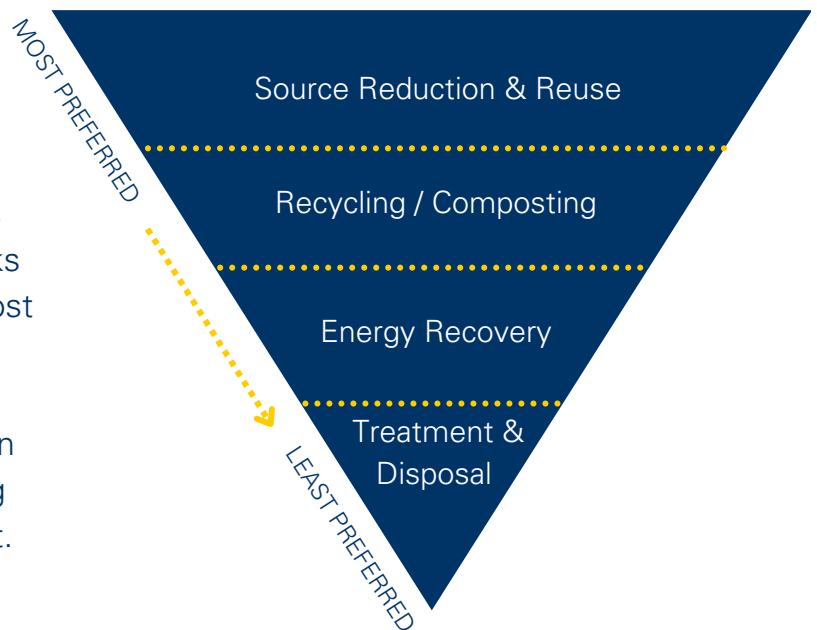 MOST PREFERRED
Source Reduction & Reuse
Recycling / Composting
Energy Recovery
Treatment &
Disposal
LEAST PREFERRED